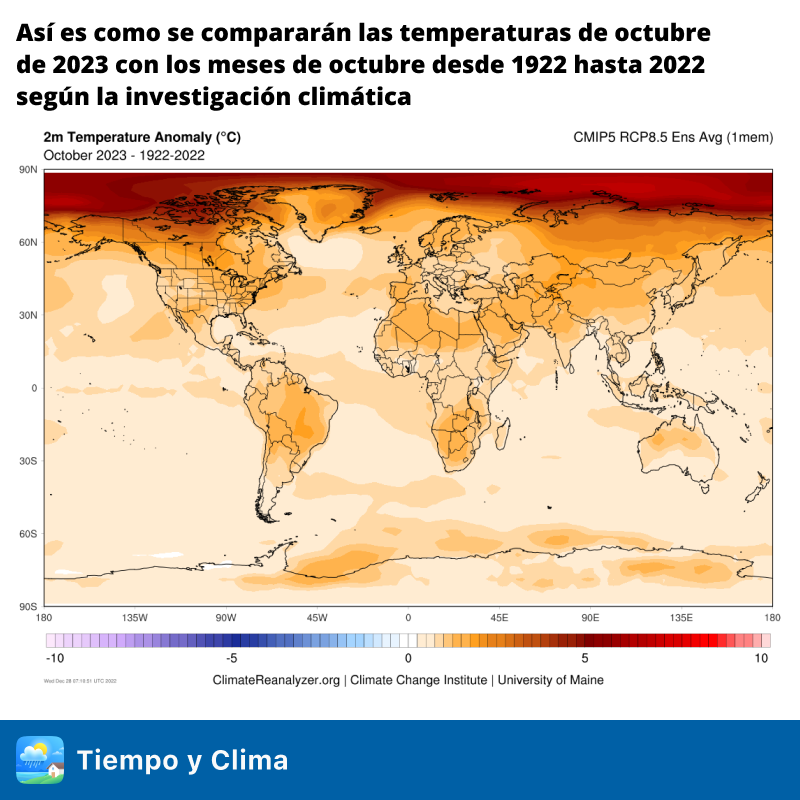 Así es como se compararán las temperaturas de octubre
de 2023 con los meses de octubre desde 1922 hasta 2022
según la investigación climática
2m Temperature Anomaly (°C)
CMIP5 RCP8.5 Ens Avg (1mem)
October 2023 - 1922-2022
90N
60N
30N
0
30S
60S
90S
180 135W 90W 45W 0 45E 90E 135E 180
-10 -5 0 5 10
Wed Dec 28 07:10:51 UTC 2022
ClimateReanalyzer.org | Climate Change Institute | University of Maine
Tiempo y Clima